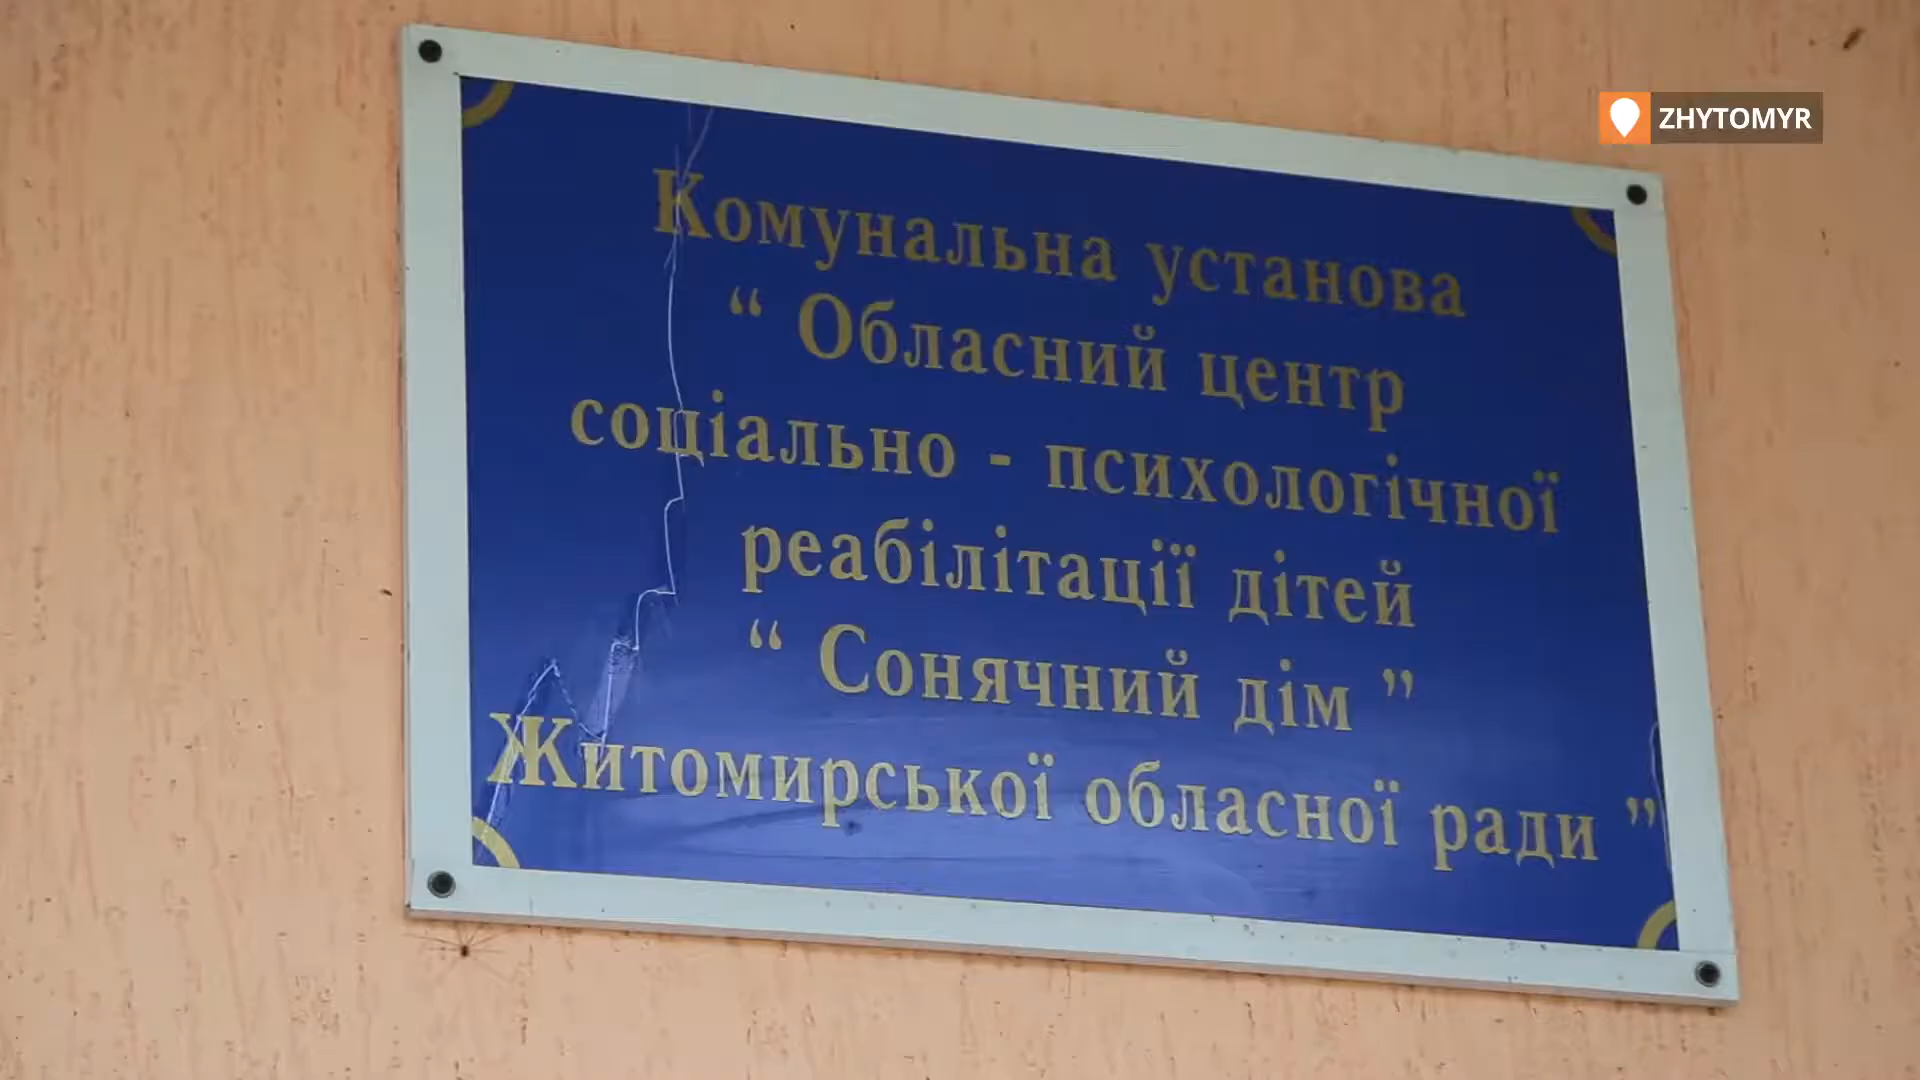 ZHYTOMYR
Комунальна установа
“ Обласний центр
соціально - психологічної
реабілітації дітей
“ Сонячний дім ”
Житомирської обласної ради ”